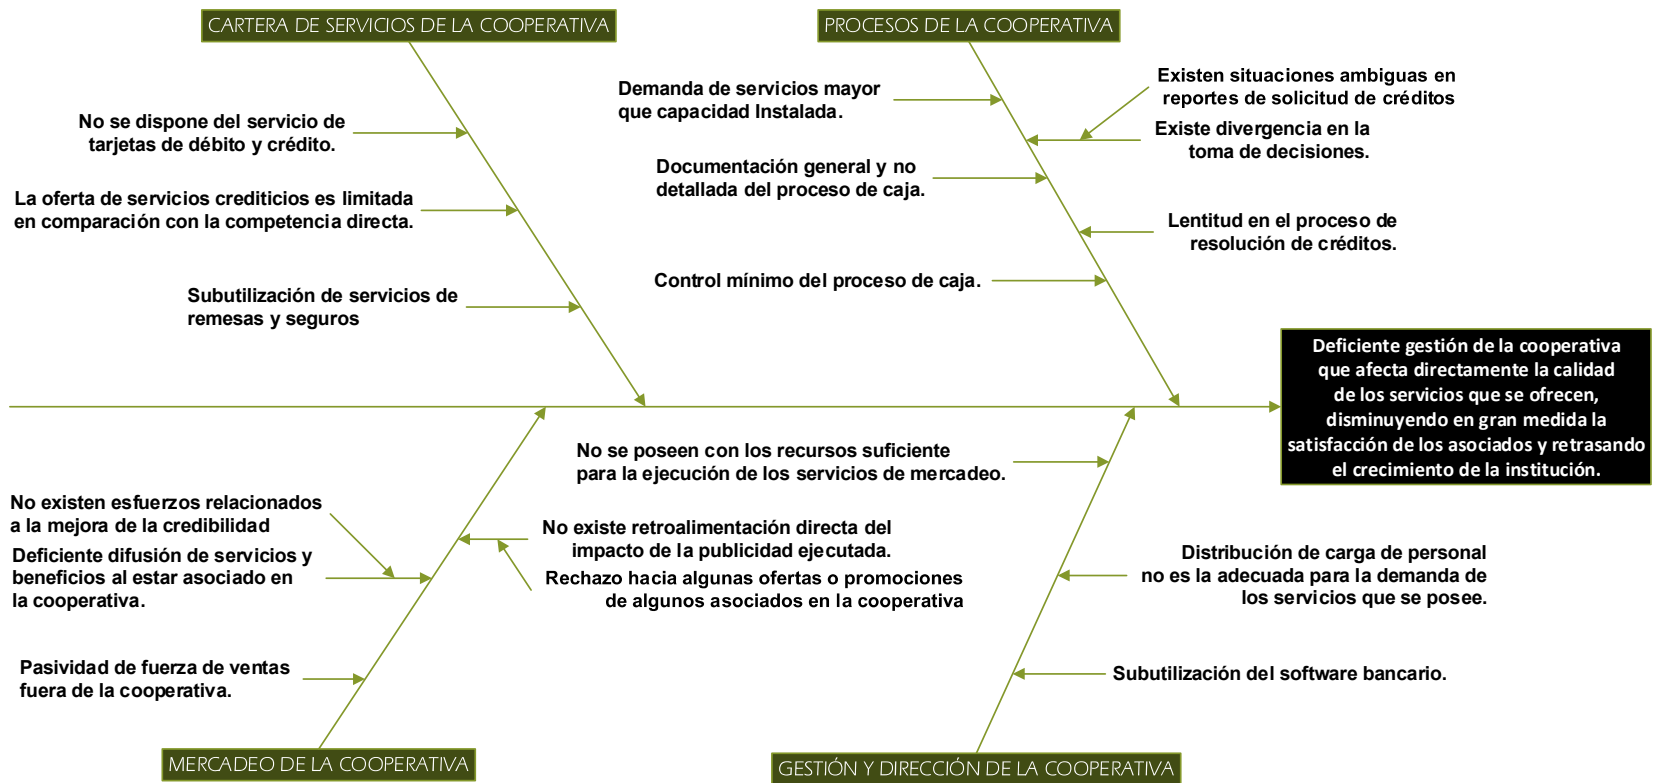 CARTERA DE SERVICIOS DE LA COOPERATIVA
PROCESOS DE LA COOPERATIVA
No se dispone del servicio de
tarjetas de débito y crédito.
La oferta de servicios crediticios es limitada
en comparación con la competencia directa.
Subutilización de servicios de
remesas y seguros
Demanda de servicios mayor
que capacidad Instalada.
Documentación general y no
detallada del proceso de caja.
Control mínimo del proceso de caja.
Existen situaciones ambiguas en
reportes de solicitud de créditos
Existe divergencia en la
toma de decisiones.
Lentitud en el proceso de
resolución de créditos.
Deficiente gestión de la cooperativa
que afecta directamente la calidad
de los servicios que se ofrecen,
disminuyendo en gran medida la
satisfacción de los asociados y retrasando
el crecimiento de la institución.
No existen esfuerzos relacionados
a la mejora de la credibilidad
Deficiente difusión de servicios y
beneficios al estar asociado en
la cooperativa.
Pasividad de fuerza de ventas
fuera de la cooperativa.
No existe retroalimentación directa del
impacto de la publicidad ejecutada.
Rechazo hacia algunas ofertas o promociones
de algunos asociados en la cooperativa
No se poseen con los recursos suficiente
para la ejecución de los servicios de mercadeo.
Distribución de carga de personal
no es la adecuada para la demanda de
los servicios que se posee.
Subutilización del software bancario.
MERCADEO DE LA COOPERATIVA
GESTIÓN Y DIRECCIÓN DE LA COOPERATIVA